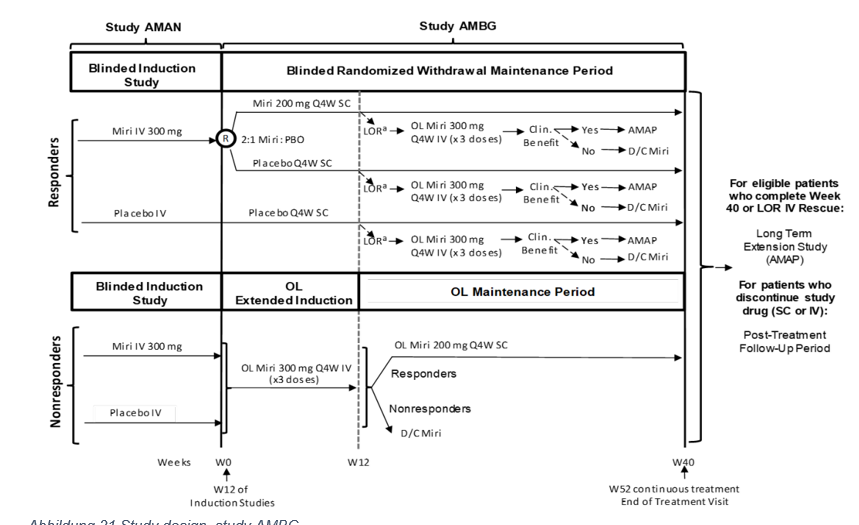 Study AMAN
Study AMBG
Blinded Induction
Study
Blinded Randomized Withdrawal Maintenance Period
Responders
Miri IV 300 mg
R
2:1 Miri: PBO
Miri 200 mg Q4W SC
LORa
OL Miri 300 mg
Q4W IV (x3 doses)
Clin.
Benefit
Yes
AMAP
No
D/C Miri
Placebo Q4W SC
LORa
OL Miri 300 mg
Q4W IV (x3 doses)
Clin.
Benefit
Yes
AMAP
No
D/C Miri
Placebo IV
Placebo Q4W SC
LORa
OL Miri 300 mg
Q4W IV (x3 doses)
Clin.
Benefit
Yes
AMAP
No
D/C Miri
Blinded Induction
Study
OL
Extended Induction
OL Maintenance Period
Nonresponders
Miri IV 300 mg
Placebo IV
OL Miri 300 mg Q4W IV
(x3 doses)
OL Miri 200 mg Q4W SC
Responders
Nonresponders
D/C Miri
For eligible patients
who complete Week
40 or LOR IV Rescue:
Long Term
Extension Study
(AMAP)
For patients who
discontinue study
drug (SC or IV):
Post-Treatment
Follow-Up Period
Weeks
W0
W12
W40
W12 of
Induction Studies
W52 continuous treatment
End of Treatment Visit
Abbildung 21 Study design, study AMBG